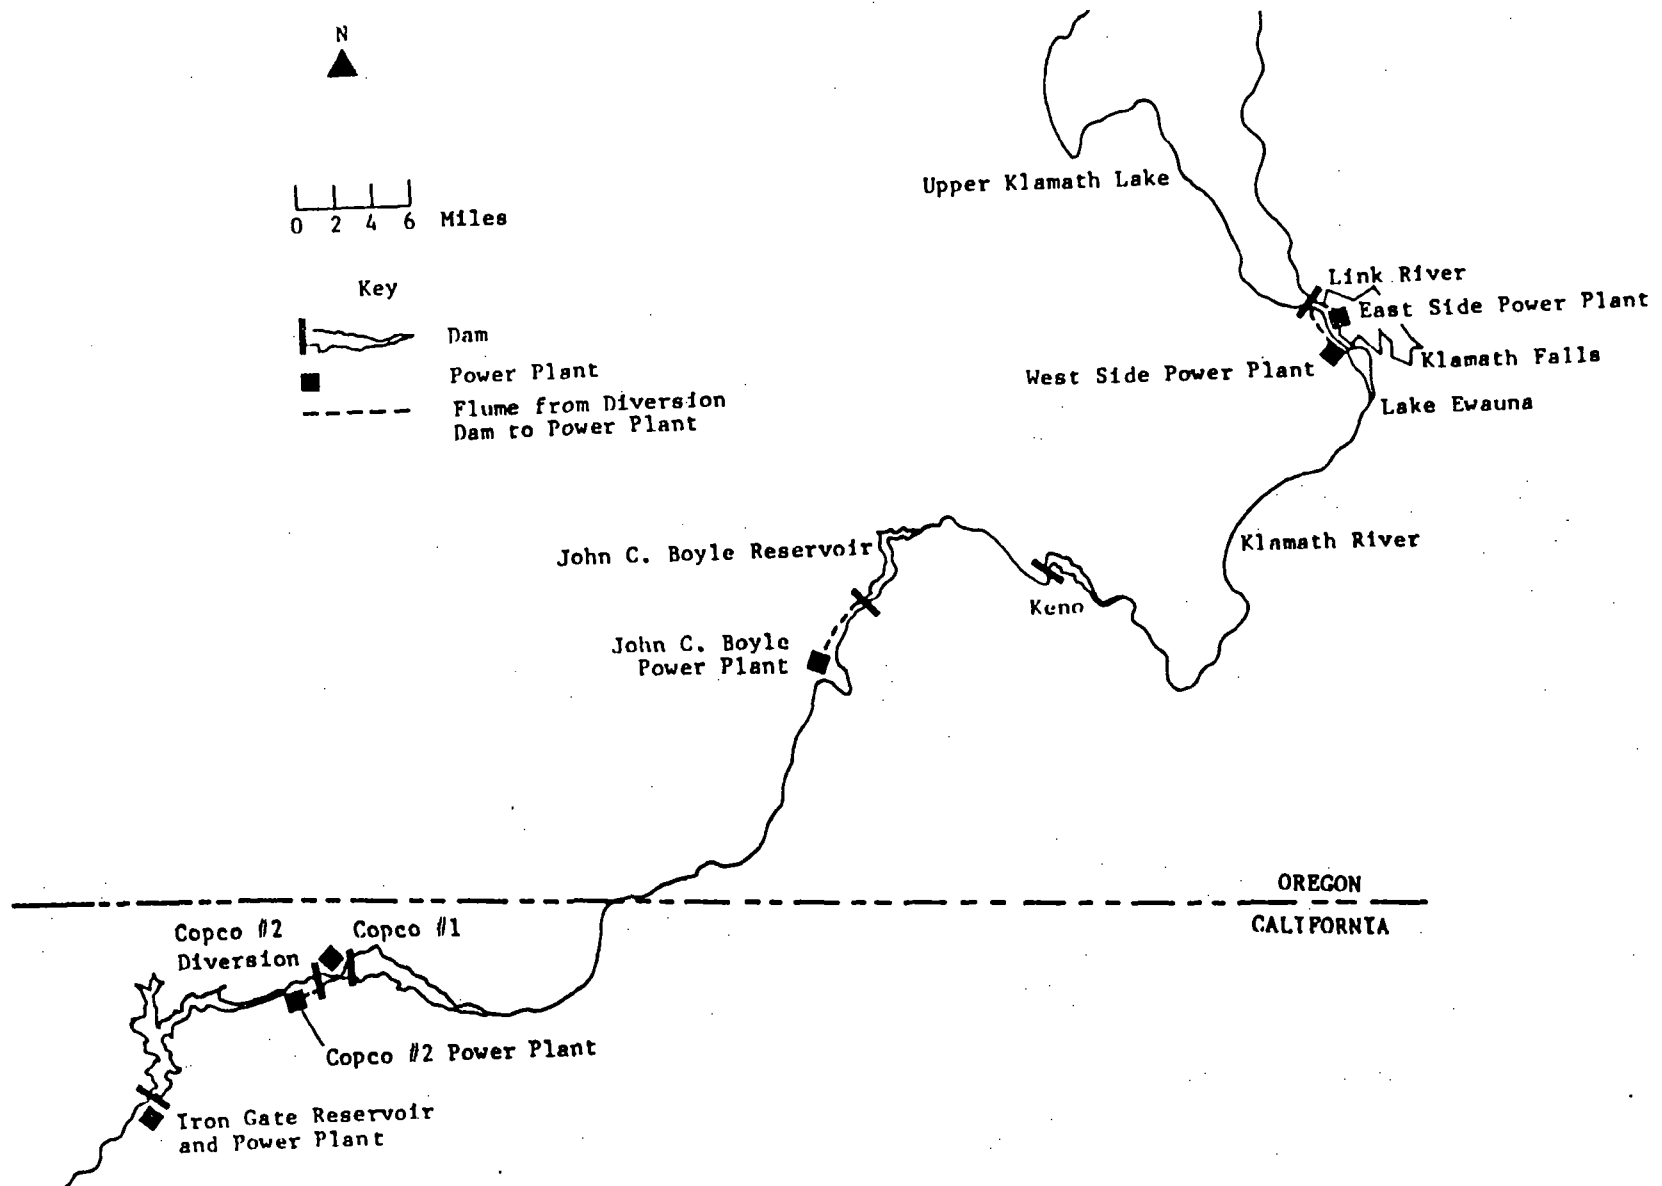 N
0 2 4 6 Miles
Key
Dam
Power Plant
Flume from Diversion
Dam to Power Plant
Upper Klamath Lake
Link River
East Side Power Plant
Klamath Falls
West Side Power Plant
Lake Ewauna
Klamath River
John C. Boyle Reservoir
Keno
John C. Boyle
Power Plant
OREGON
CALIFORNIA
Copco #2
Diversion
Copco #1
Copco #2 Power Plant
Iron Gate Reservoir
and Power Plant